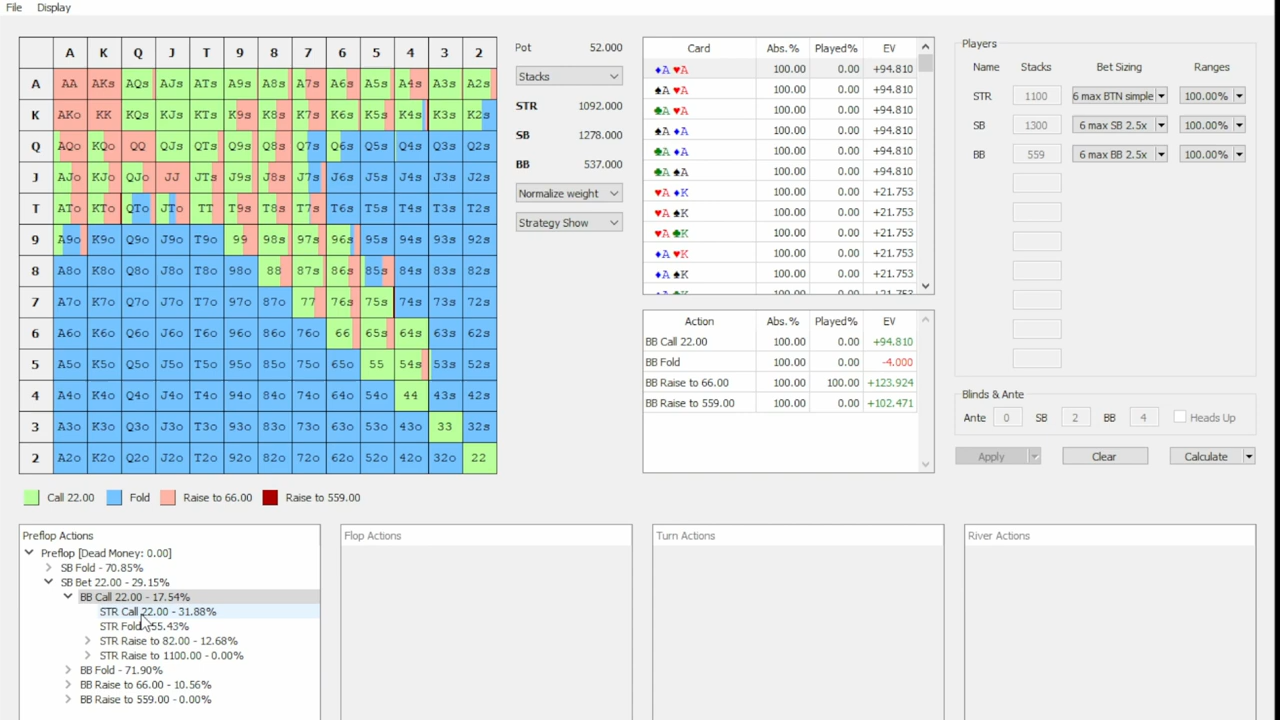 File Display
A K Q J T 9 8 7 6 5 4 3 2
A AA AKs AQs AJs ATs A9s A8s A7s A6s A5s A4s A3s A2s
K AKo KK KQs KJs KTs K9s K8s K7s K6s K5s K4s K3s K2s
Q AQo KQo QQ QJs QTs Q9s Q8s Q7s Q6s Q5s Q4s Q3s Q2s
J AJo KJo QJo JJ JTs J9s J8s J7s J6s J5s J4s J3s J2s
T ATo KTo QTo JTo TT T9s T8s T7s T6s T5s T4s T3s T2s
9 A9o K9o Q9o J9o T9o 99 98s 97s 96s 95s 94s 93s 92s
8 A8o K8o Q8o J8o T8o 98o 88 87s 86s 85s 84s 83s 82s
7 A7o K7o Q7o J7o T7o 97o 87o 77 76s 75s 74s 73s 72s
6 A6o K6o Q6o J6o T6o 96o 86o 76o 66 65s 64s 63s 62s
5 A5o K5o Q5o J5o T5o 95o 85o 75o 65o 55 54s 53s 52s
4 A4o K4o Q4o J4o T4o 94o 84o 74o 64o 54o 44 43s 42s
3 A3o K3o Q3o J3o T3o 93o 83o 73o 63o 53o 43o 33 32s
2 A2o K2o Q2o J2o T2o 92o 82o 72o 62o 52o 42o 32o 22
Call 22.00 Fold Raise to 66.00 Raise to 559.00
Pot 52.000
Stacks
STR 1092.000
SB 1278.000
BB 537.000
Normalize weight
Strategy Show
Card Abs.% Played% EV
♦A ♥A 100.00 0.00 +94.810
♠A ♥A 100.00 0.00 +94.810
♣A ♥A 100.00 0.00 +94.810
♠A ♦A 100.00 0.00 +94.810
♣A ♦A 100.00 0.00 +94.810
♣A ♠A 100.00 0.00 +94.810
♥A ♦K 100.00 0.00 +21.753
♥A ♠K 100.00 0.00 +21.753
♥A ♣K 100.00 0.00 +21.753
♦A ♥K 100.00 0.00 +21.753
♦A ♠K 100.00 0.00 +21.753
♦A ♣K 100.00 0.00 +21.753
Action Abs.% Played% EV
BB Call 22.00 100.00 0.00 +94.810
BB Fold 100.00 0.00 -4.000
BB Raise to 66.00 100.00 100.00 +123.924
BB Raise to 559.00 100.00 0.00 +102.471
Players
Name Stacks Bet Sizing Ranges
STR 1100 6 max BTN simple 100.00%
SB 1300 6 max SB 2.5x 100.00%
BB 559 6 max BB 2.5x 100.00%
Blinds & Ante
Ante 0 SB 2 BB 4 Heads Up
Apply Clear Calculate
Preflop Actions
Preflop [Dead Money: 0.00]
SB Fold - 70.85%
SB Bet 22.00 - 29.15%
BB Call 22.00 - 17.54%
STR Call 22.00 - 31.88%
STR Fold 55.43%
STR Raise to 82.00 - 12.68%
STR Raise to 1100.00 - 0.00%
BB Fold - 71.90%
BB Raise to 66.00 - 10.56%
BB Raise to 559.00 - 0.00%
Flop Actions
Turn Actions
River Actions